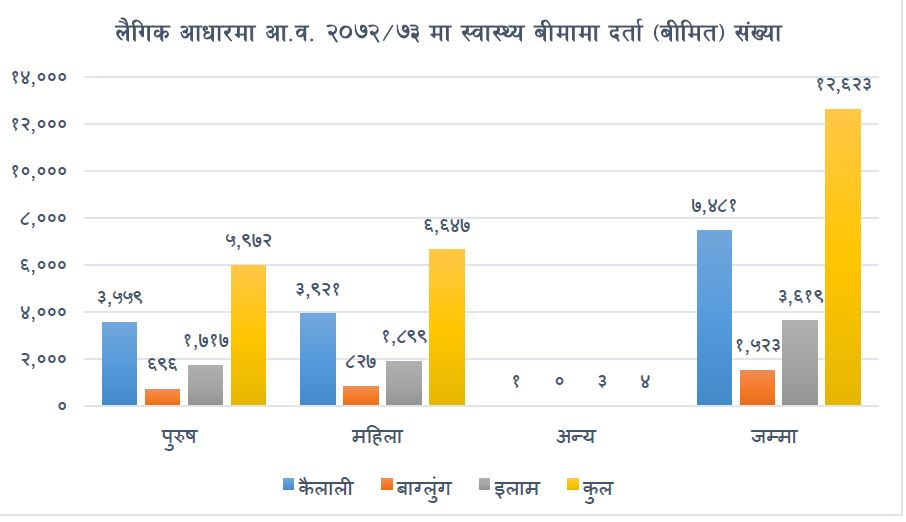 लैगिक आधारमा आ.व. २०७२/७३ मा स्वास्थ्य बीमामा दर्ता (बीमित) संख्या
१४,०००
१२,०००
१०,०००
८,०००
६,०००
४,०००
२,०००
०
३,५५९
६९६
१,७१७
५,९७२
३,९२१
८२७
१,८९९
६,६४७
१
०
३
४
७,४८१
१,५२३
३,६१९
१२,६२३
पुरुष
महिला
अन्य
जम्मा
कैलाली
बाग्लुंग
इलाम
कुल